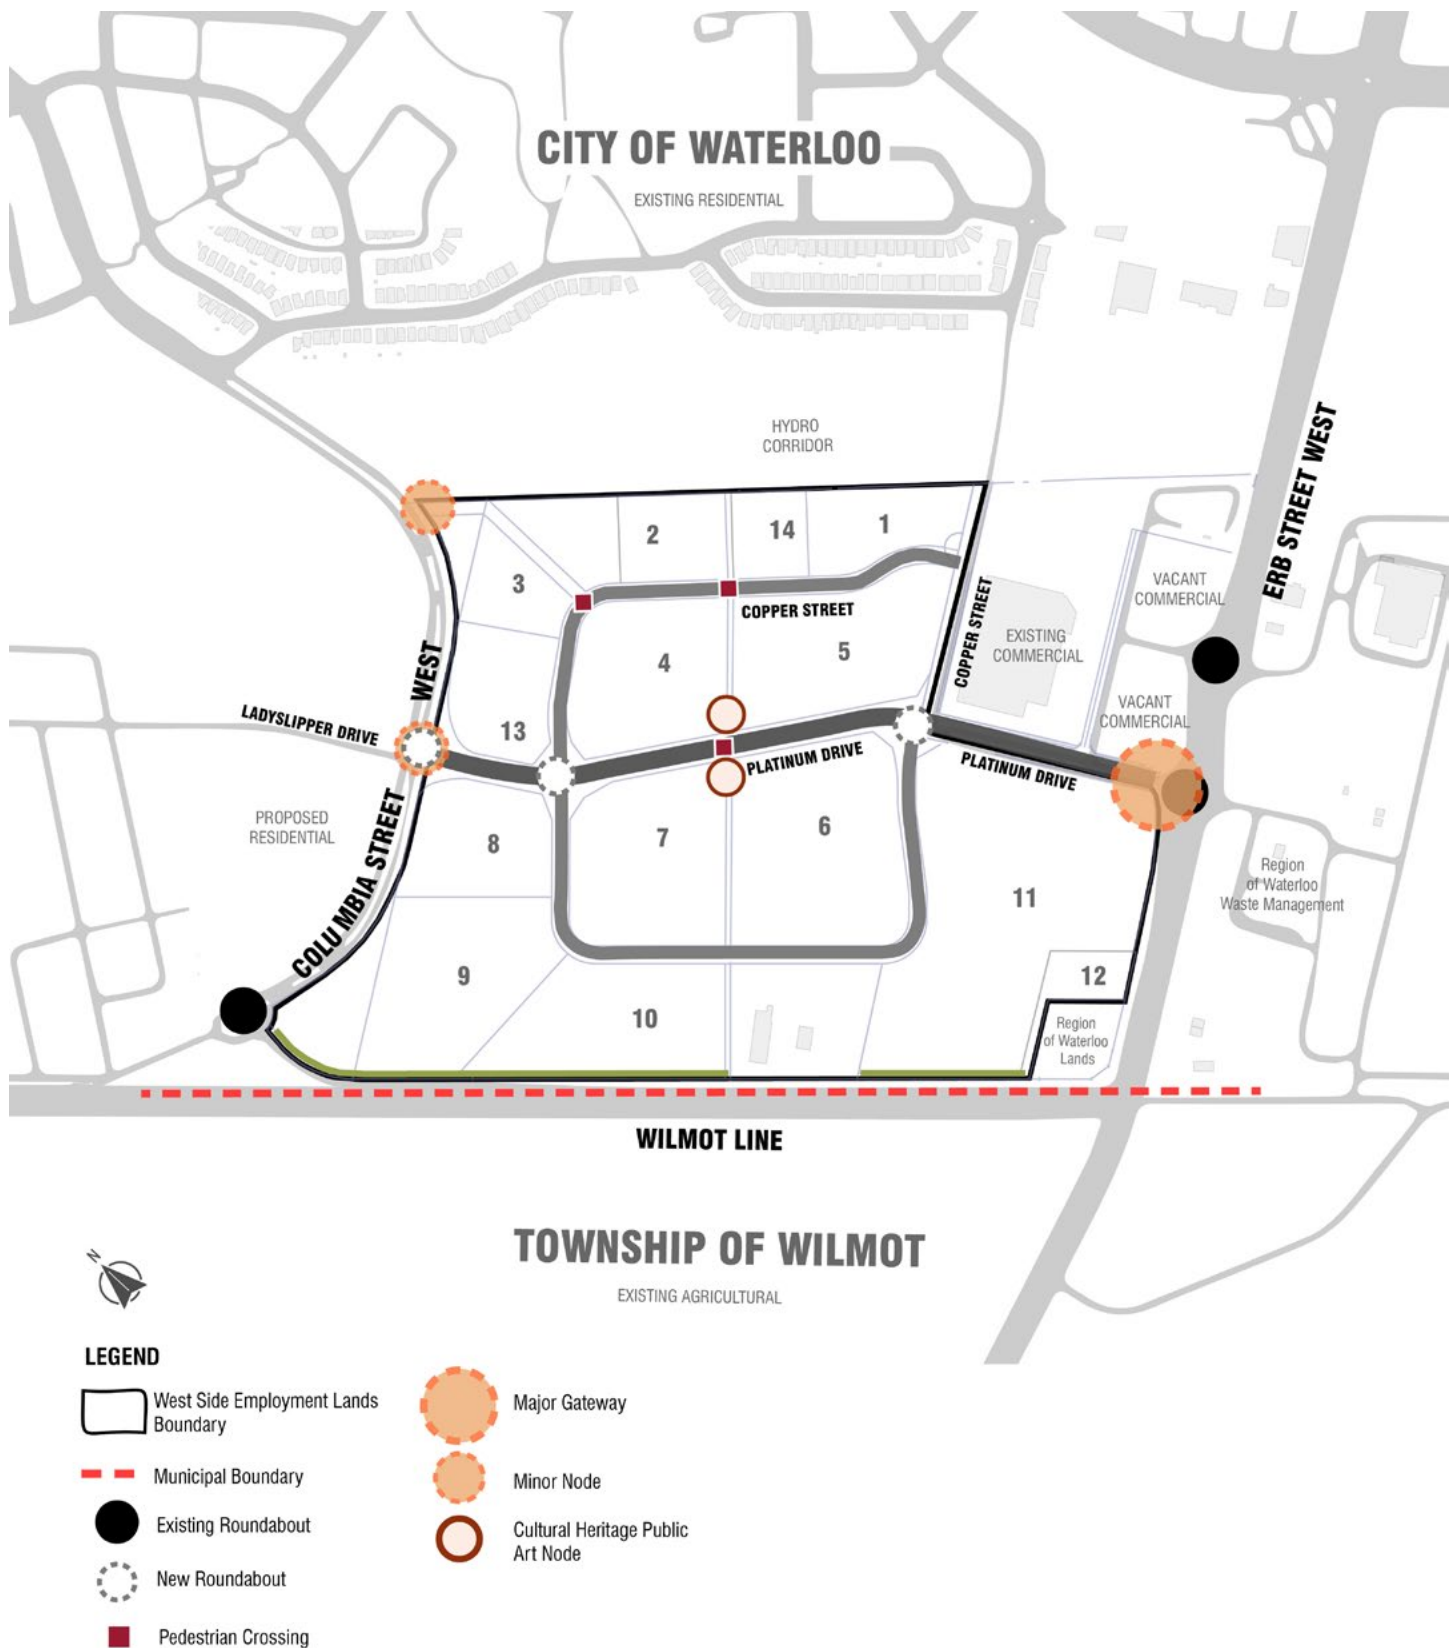 CITY OF WATERLOO
EXISTING RESIDENTIAL
HYDRO
CORRIDOR
ERB STREET WEST
2
14
1
3
VACANT
COMMERCIAL
COPPER STREET
COPPER STREET
EXISTING
COMMERCIAL
4
5
WEST
LADYSLIPPER DRIVE
13
VACANT
COMMERCIAL
PLATINUM DRIVE
PLATINUM DRIVE
PROPOSED
RESIDENTIAL
COLUMBIA STREET
8
7
6
11
Region
of Waterloo
Waste Management
9
10
12
Region
of Waterloo
Lands
WILMOT LINE
TOWNSHIP OF WILMOT
EXISTING AGRICULTURAL
N
LEGEND
West Side Employment Lands
Boundary
Municipal Boundary
Existing Roundabout
New Roundabout
Pedestrian Crossing
Major Gateway
Minor Node
Cultural Heritage Public
Art Node